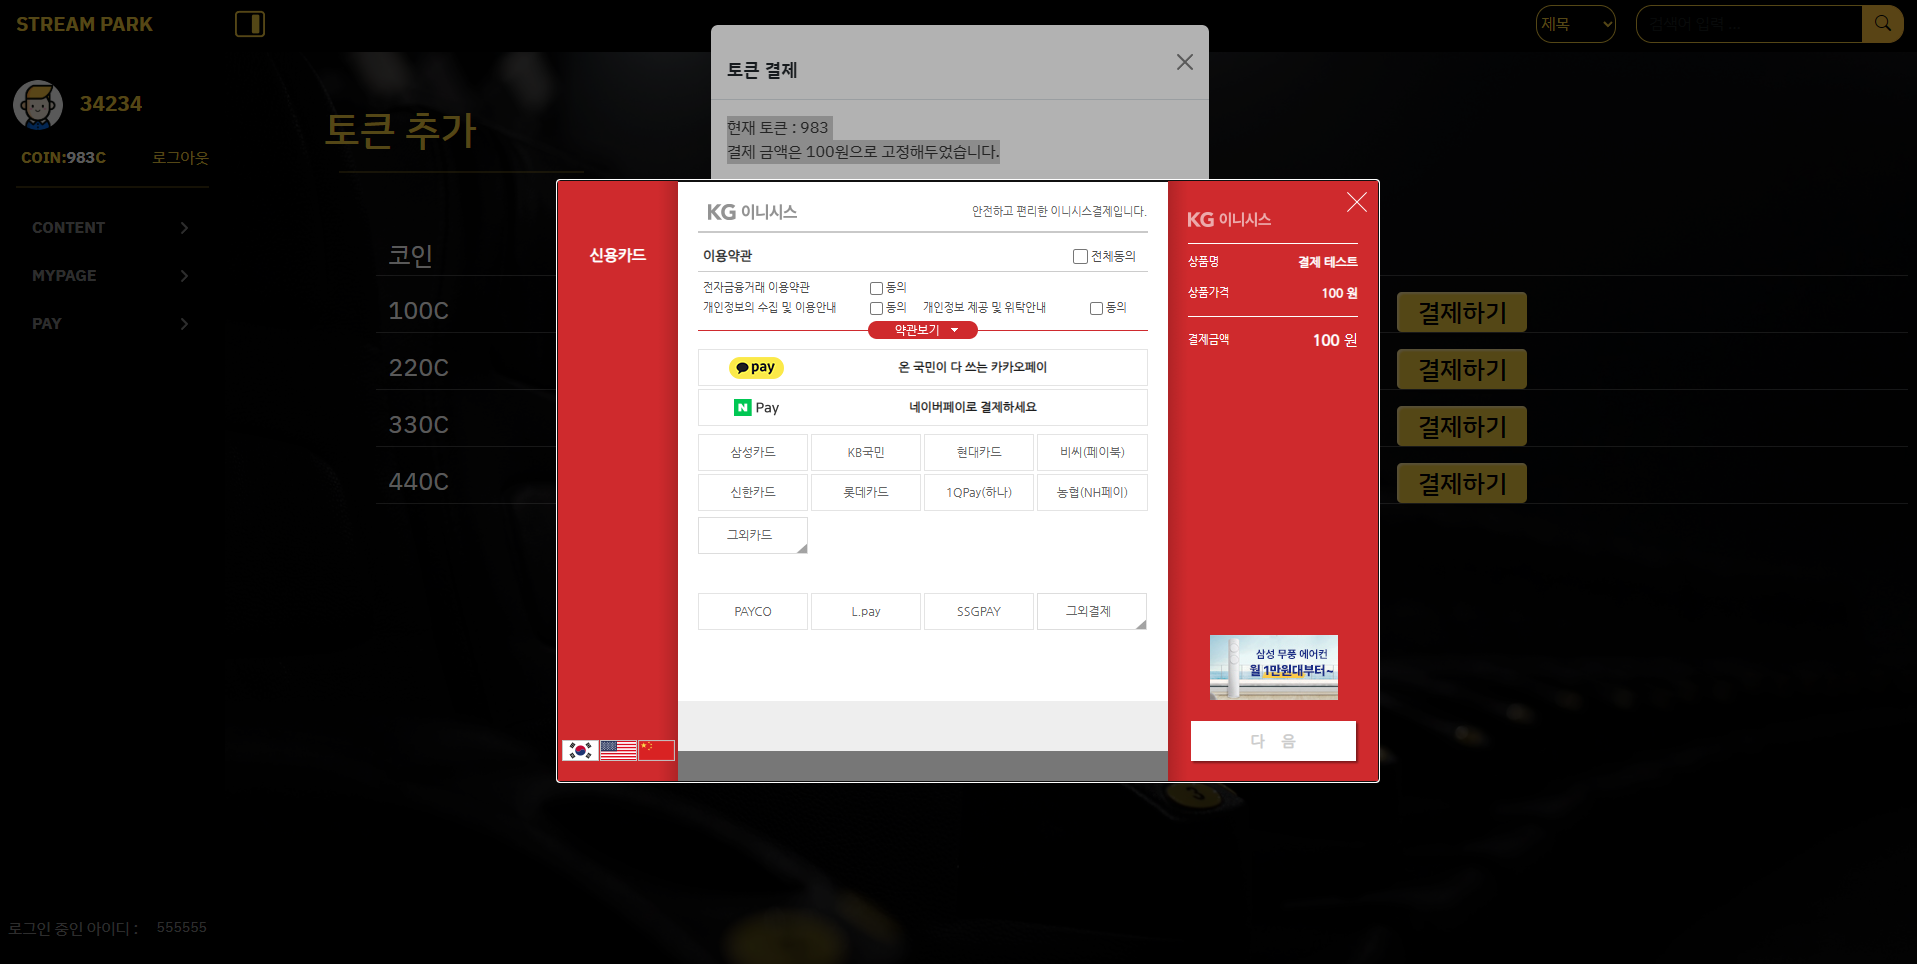 STREAM PARK
제목
검색어 입력 ...
34234
COIN:983C
로그아웃
CONTENT
MYPAGE
PAY
로그인 중인 아이디 :
555555
토큰 추가
코인
100C
결제하기
220C
결제하기
330C
결제하기
440C
결제하기
토큰 결제
현재 토큰 : 983
결제 금액은 100원으로 고정해두었습니다.
신용카드
KG 이니시스
안전하고 편리한 이니시스결제입니다.
이용약관
전체동의
전자금융거래 이용약관
동의
개인정보의 수집 및 이용안내
동의
개인정보 제공 및 위탁안내
동의
약관보기
pay
온 국민이 다 쓰는 카카오페이
N Pay
네이버페이로 결제하세요
삼성카드
KB국민
현대카드
비씨(페이북)
신한카드
롯데카드
1QPay(하나)
농협(NH페이)
그외카드
PAYCO
L.pay
SSGPAY
그외결제
KG 이니시스
상품명
결제 테스트
상품가격
100 원
결제금액
100 원
삼성 무풍 에어컨
월 1만원대부터~
다 음